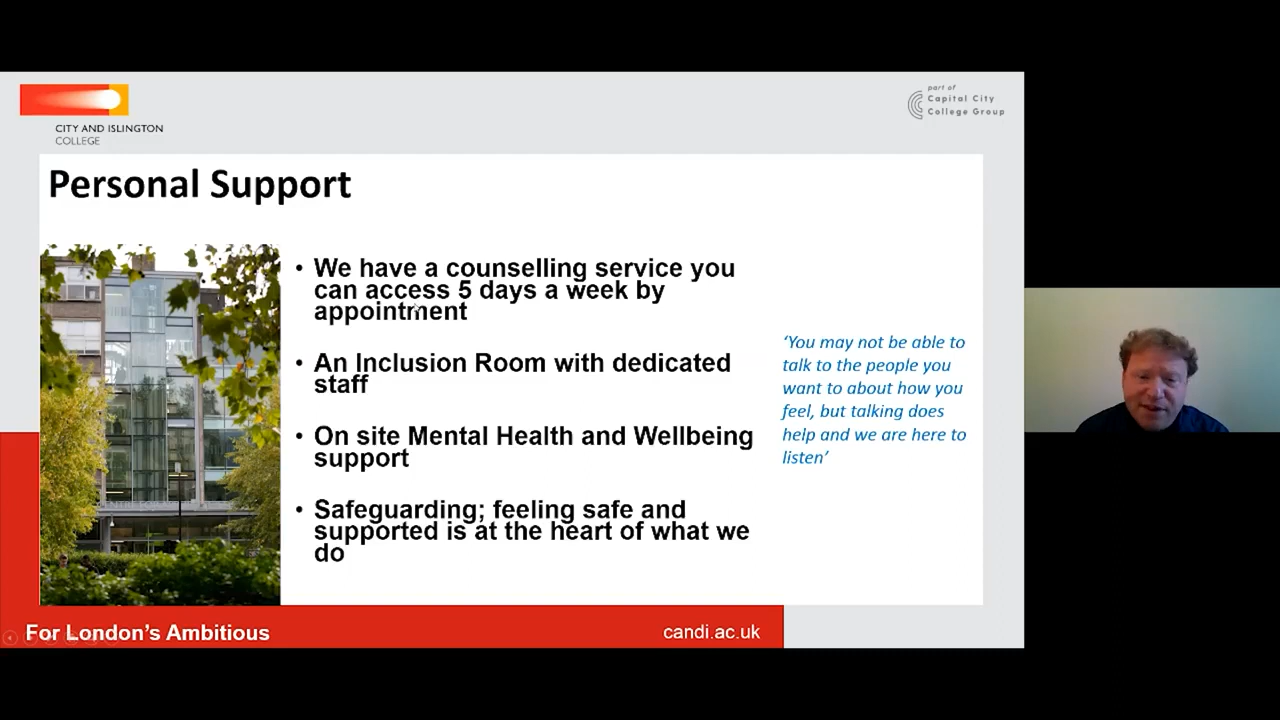 CITY AND ISLINGTON
COLLEGE
part of
Capital City
College Group
Personal Support
• We have a counselling service you
can access 5 days a week by
appointment
• An Inclusion Room with dedicated
staff
• On site Mental Health and Wellbeing
support
• Safeguarding; feeling safe and
supported is at the heart of what we
do
‘You may not be able to
talk to the people you
want to about how you
feel, but talking does
help and we are here to
listen’
For London’s Ambitious
candi.ac.uk